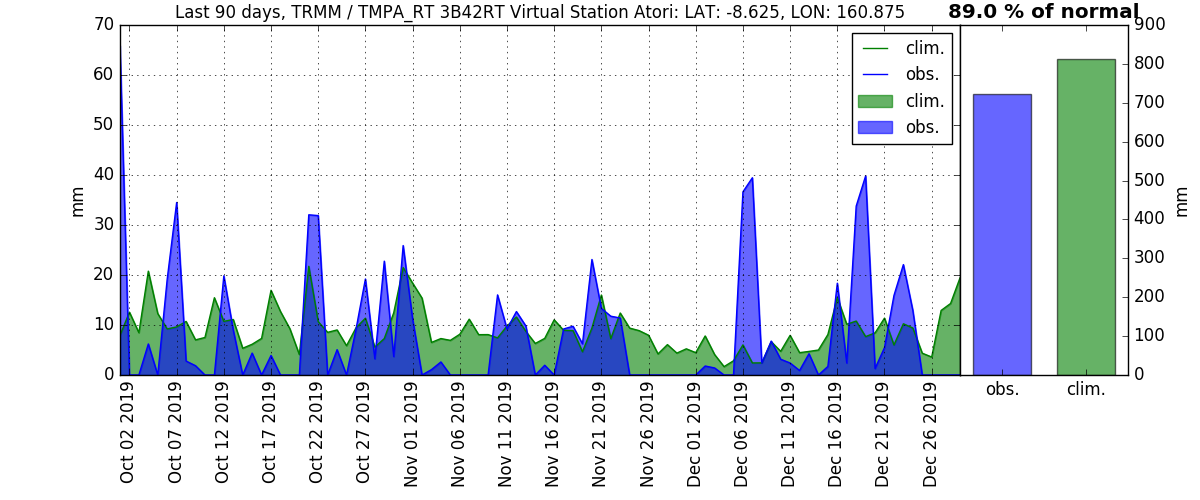 Last 90 days, TRMM / TMPA_RT 3B42RT Virtual Station Atori: LAT: -8.625, LON: 160.875
89.0 % of normal
70
60
50
40
30
20
10
0
mm
clim.
obs.
clim.
obs.
900
800
700
600
500
400
300
200
100
0
mm
obs.
clim.
Oct 02 2019
Oct 07 2019
Oct 12 2019
Oct 17 2019
Oct 22 2019
Oct 27 2019
Nov 01 2019
Nov 06 2019
Nov 11 2019
Nov 16 2019
Nov 21 2019
Nov 26 2019
Dec 01 2019
Dec 06 2019
Dec 11 2019
Dec 16 2019
Dec 21 2019
Dec 26 2019